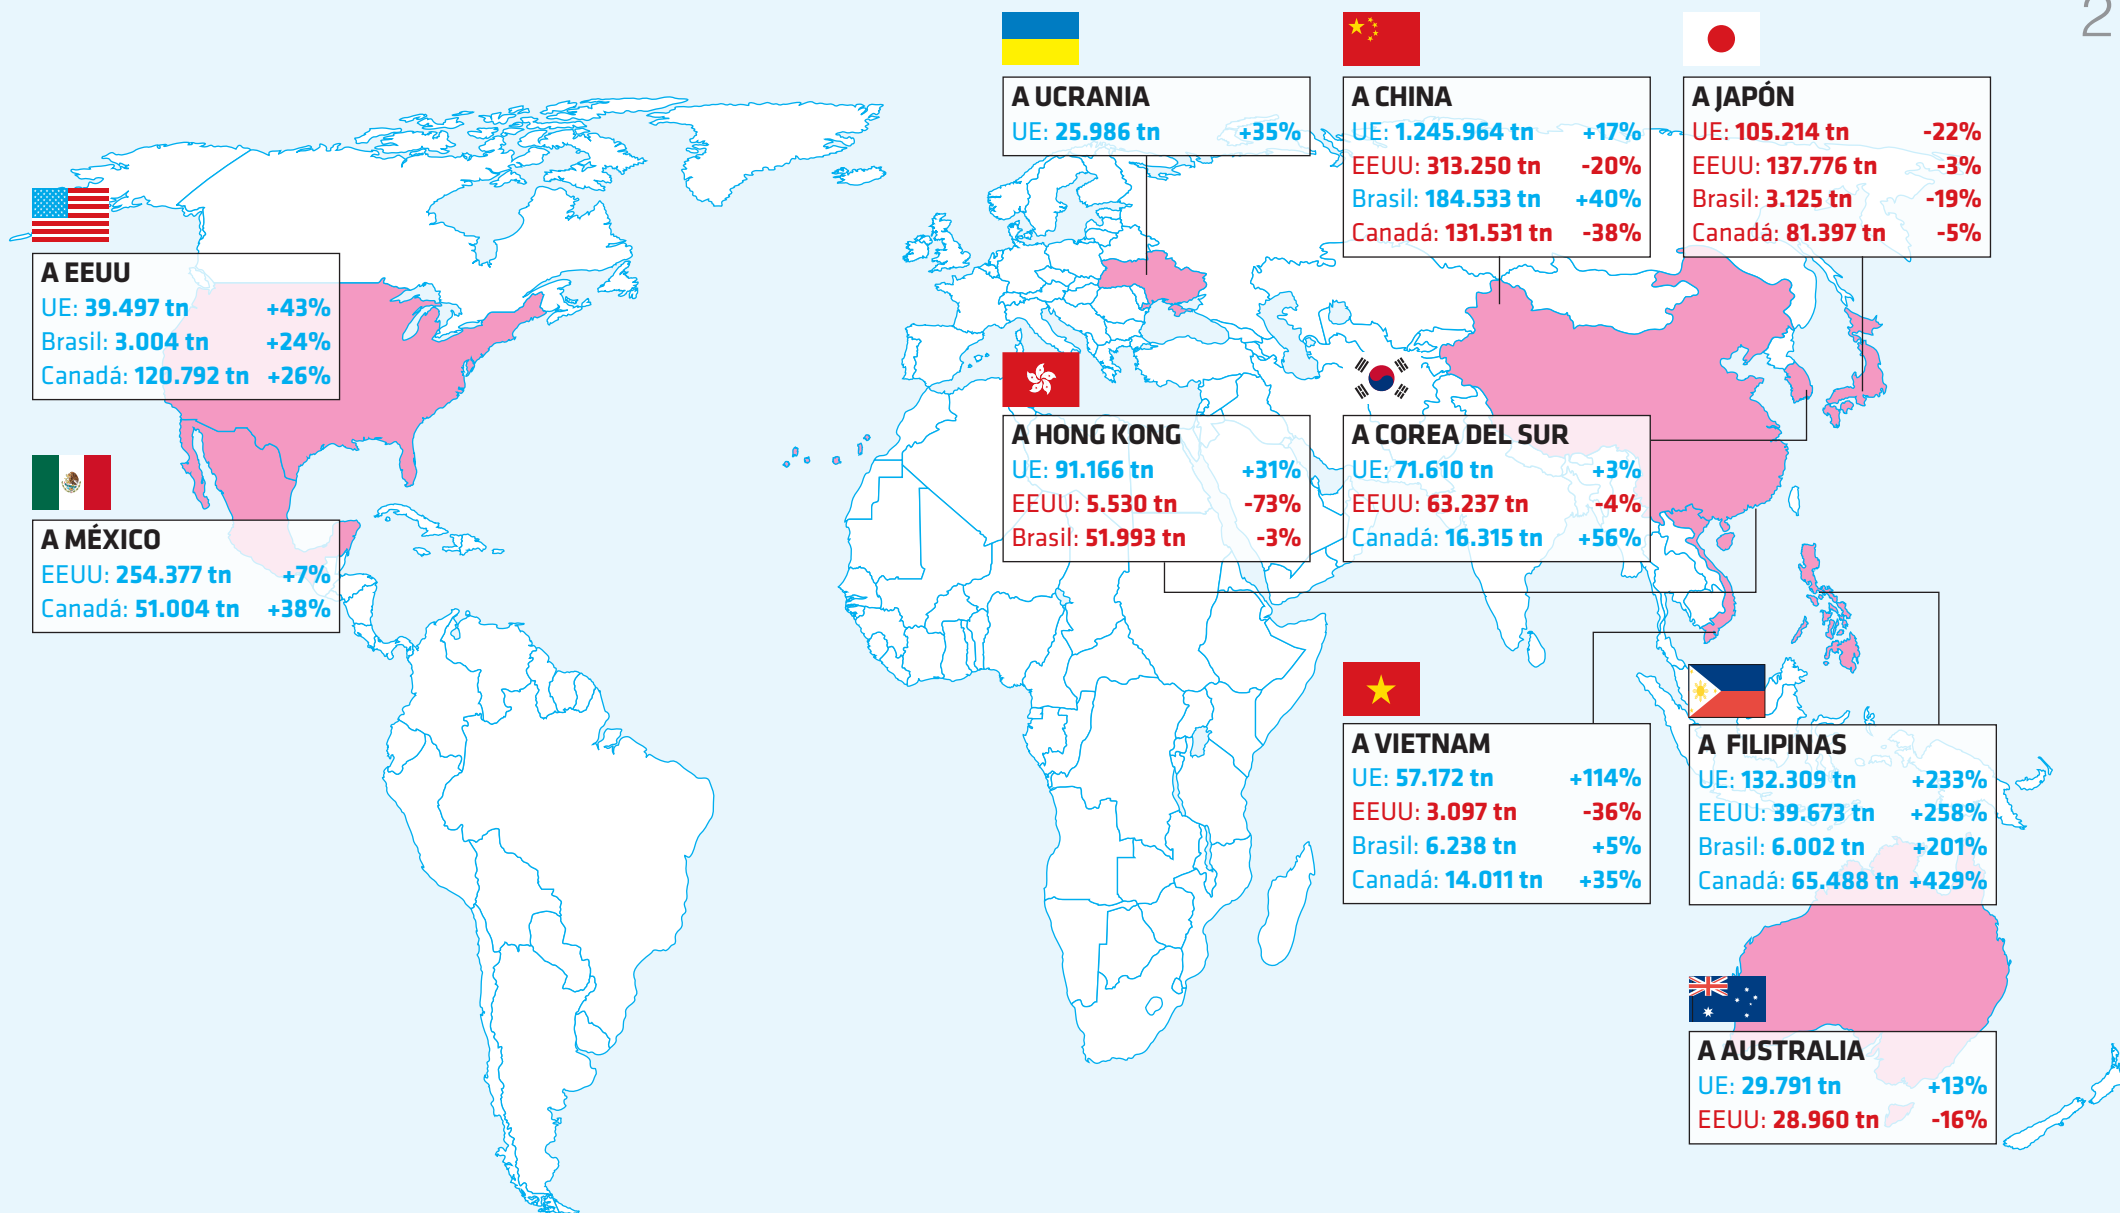 2
A UCRANIA
UE: 25.986 tn +35%
A CHINA
UE: 1.245.964 tn +17%
EEUU: 313.250 tn -20%
Brasil: 184.533 tn +40%
Canadá: 131.531 tn -38%
A JAPÓN
UE: 105.214 tn -22%
EEUU: 137.776 tn -3%
Brasil: 3.125 tn -19%
Canadá: 81.397 tn -5%
A EEUU
UE: 39.497 tn +43%
Brasil: 3.004 tn +24%
Canadá: 120.792 tn +26%
A HONG KONG
UE: 91.166 tn +31%
EEUU: 5.530 tn -73%
Brasil: 51.993 tn -3%
A COREA DEL SUR
UE: 71.610 tn +3%
EEUU: 63.237 tn -4%
Canadá: 16.315 tn +56%
A MÉXICO
EEUU: 254.377 tn +7%
Canadá: 51.004 tn +38%
A VIETNAM
UE: 57.172 tn +114%
EEUU: 3.097 tn -36%
Brasil: 6.238 tn +5%
Canadá: 14.011 tn +35%
A FILIPINAS
UE: 132.309 tn +233%
EEUU: 39.673 tn +258%
Brasil: 6.002 tn +201%
Canadá: 65.488 tn +429%
A AUSTRALIA
UE: 29.791 tn +13%
EEUU: 28.960 tn -16%